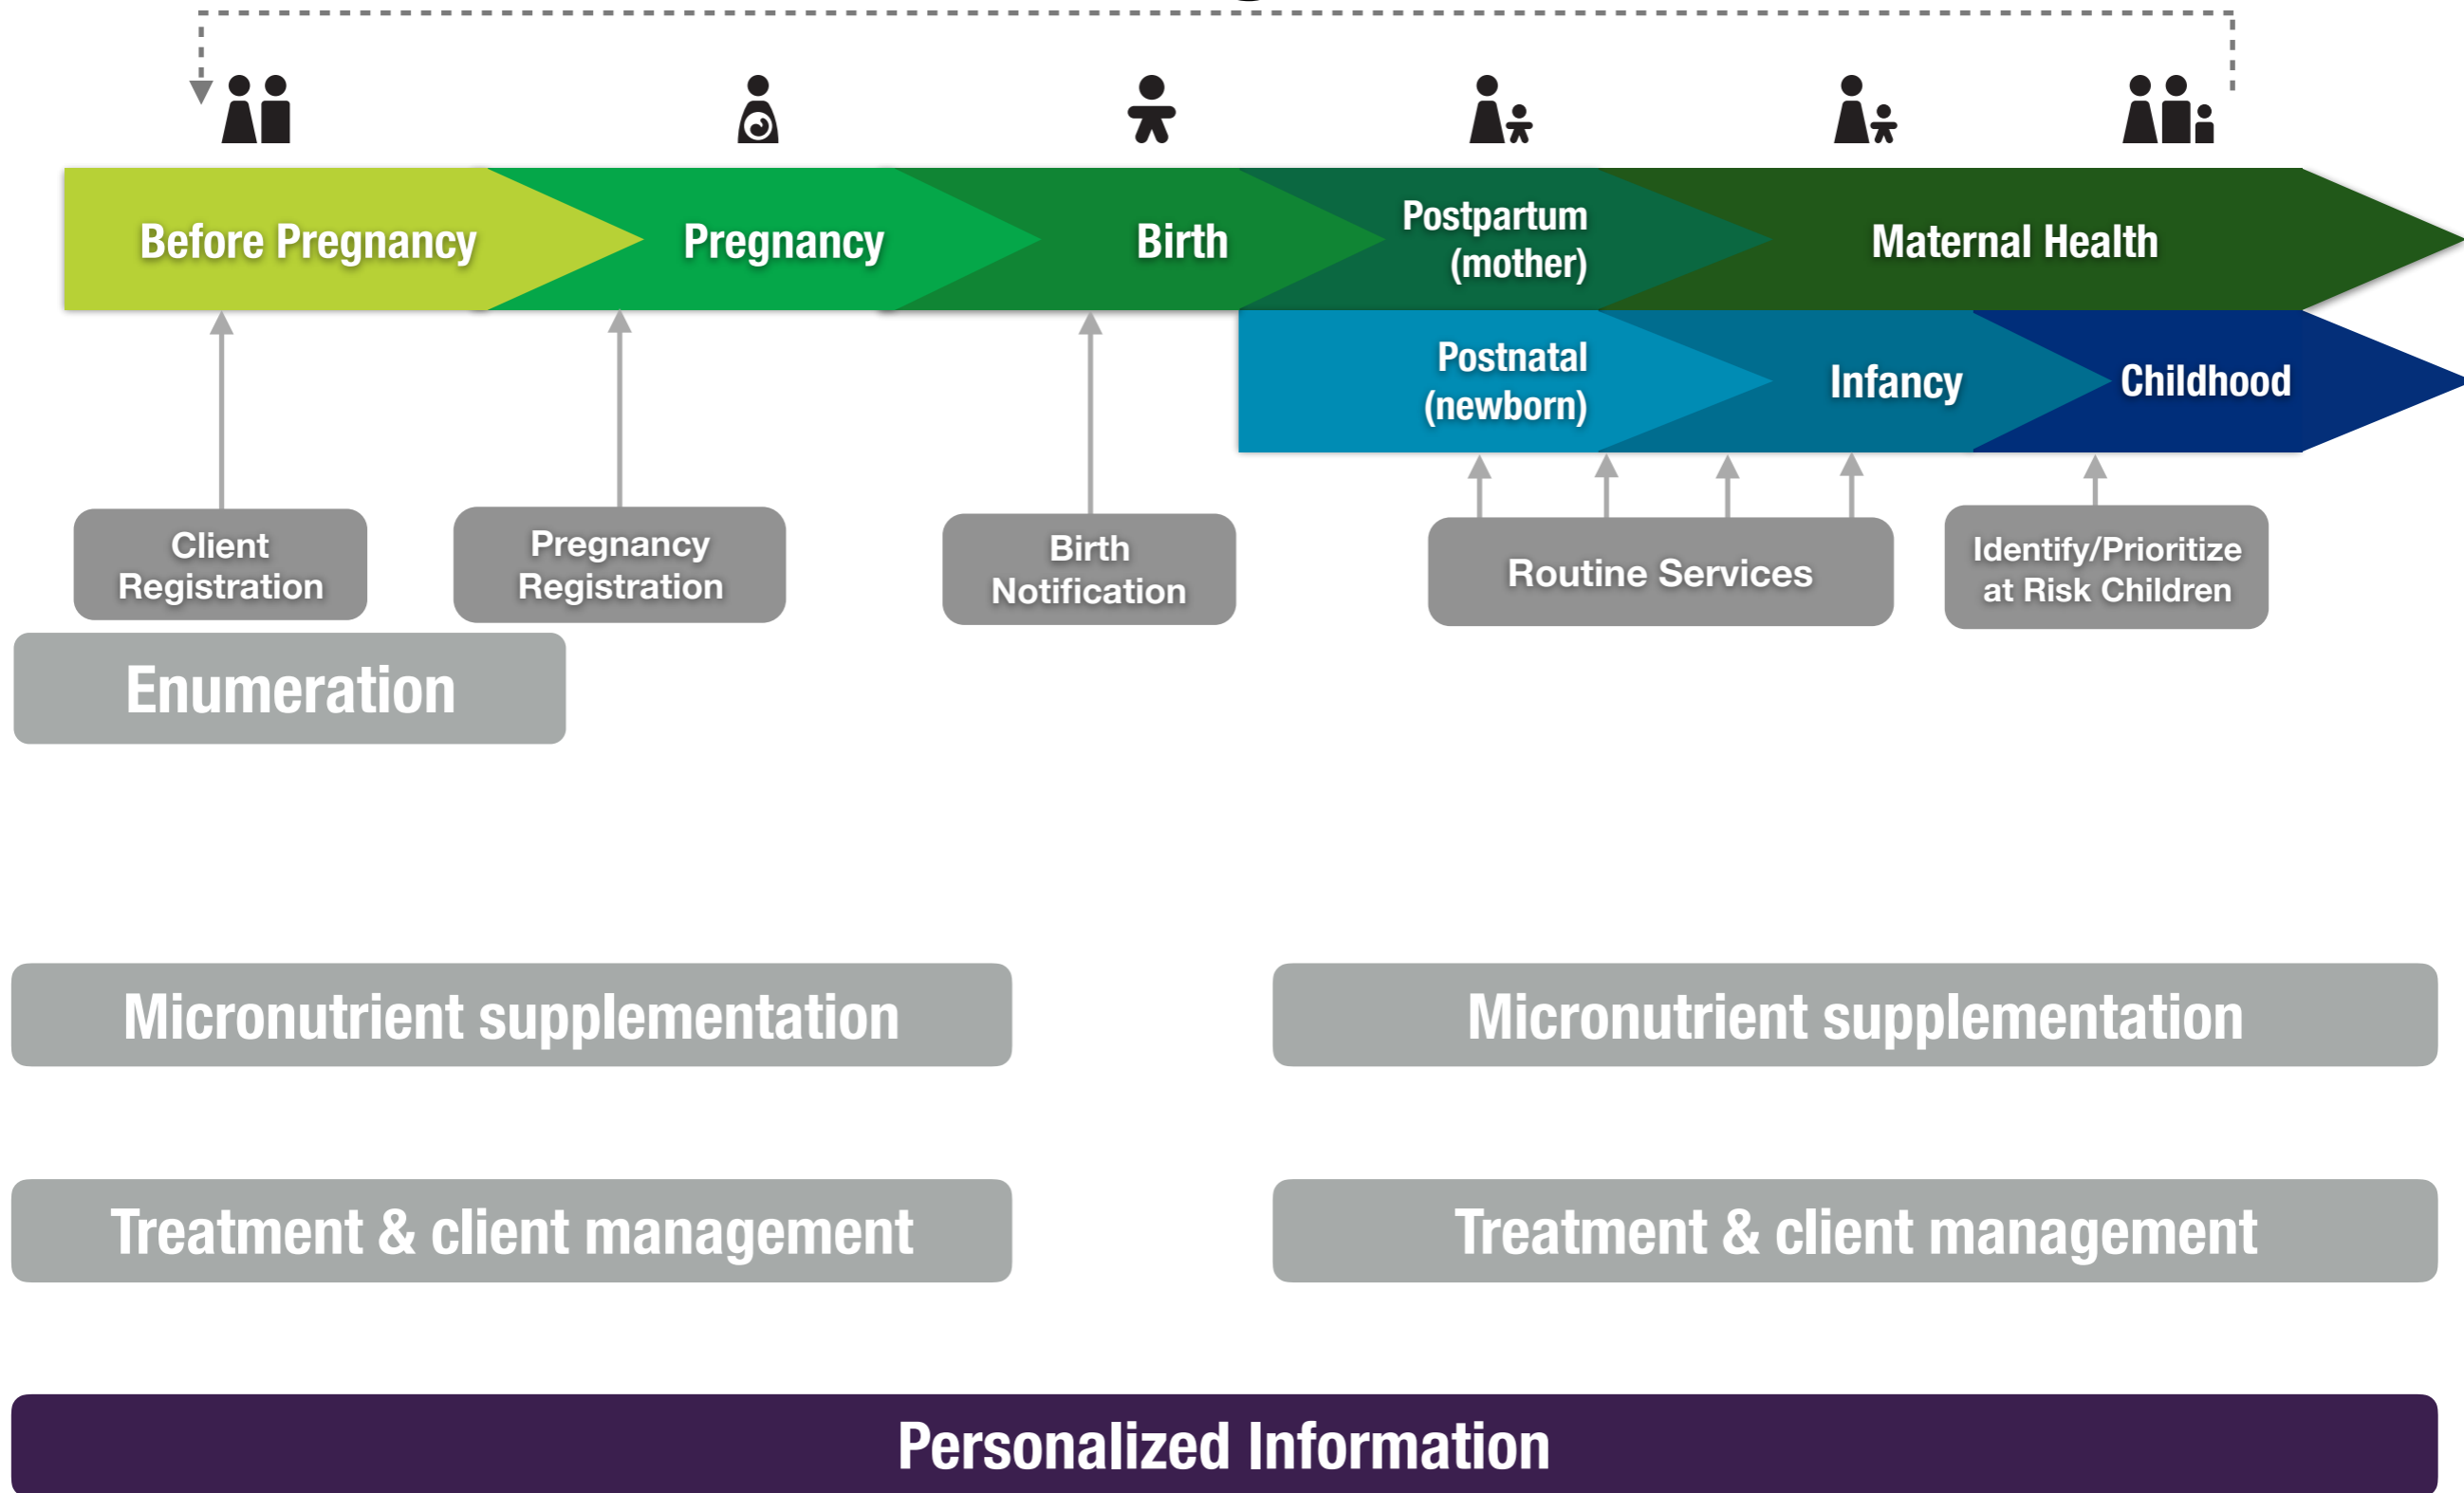 Before Pregnancy
Pregnancy
Birth
Postpartum
(mother)
Maternal Health
Postnatal
(newborn)
Infancy
Childhood
Client
Registration
Pregnancy
Registration
Birth
Notification
Routine Services
Identify/Prioritize
at Risk Children
Enumeration
Micronutrient supplementation
Micronutrient supplementation
Treatment & client management
Treatment & client management
Personalized Information